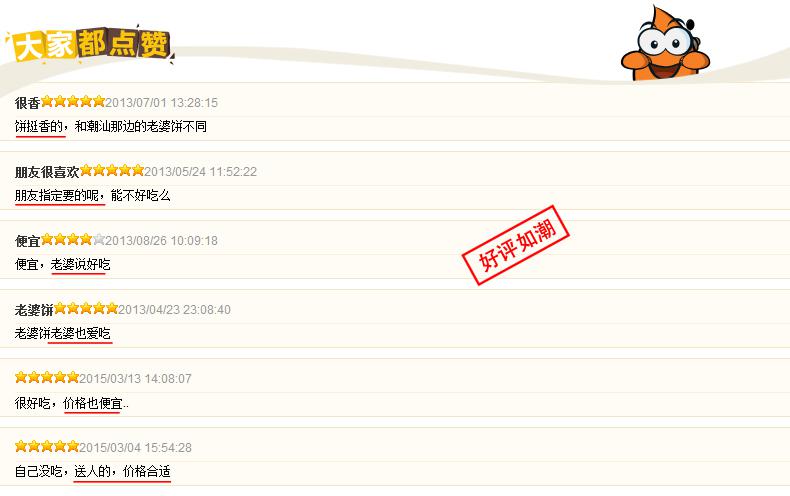 大家都点赞
很香2013/07/01 13:28:15
饼挺香的，和潮汕那边的老婆饼不同
朋友很喜欢2013/05/24 11:52:22
朋友指定要的呢，能不好吃么
便宜2013/08/26 10:09:18
便宜，老婆说好吃
好评如潮
老婆饼2013/04/23 23:08:40
老婆饼老婆也爱吃
2015/03/13 14:08:07
很好吃，价格也便宜..
2015/03/04 15:54:28
自己没吃，送人的，价格合适